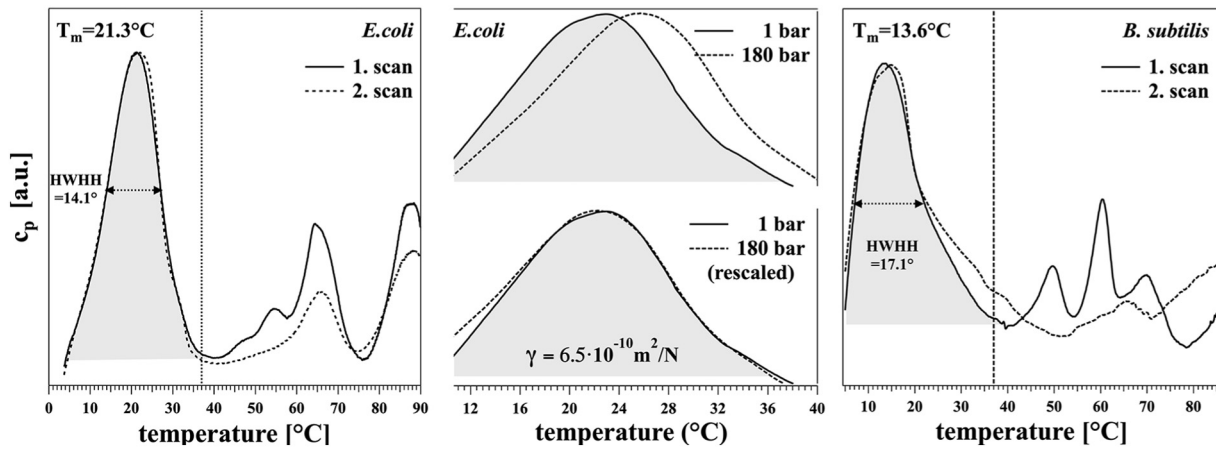 Tm=21.3°C
E.coli
1. scan
2. scan
HWHH
=14.1°
cp [a.u.]
0 10 20 30 40 50 60 70 80 90
temperature [°C]
E.coli
1 bar
180 bar
1 bar
180 bar
(rescaled)
γ = 6.5·10⁻¹⁰ m²/N
12 16 20 24 28 32 36 40
temperature (°C)
Tm=13.6°C
B. subtilis
1. scan
2. scan
HWHH
=17.1°
10 20 30 40 50 60 70 80
temperature [°C]